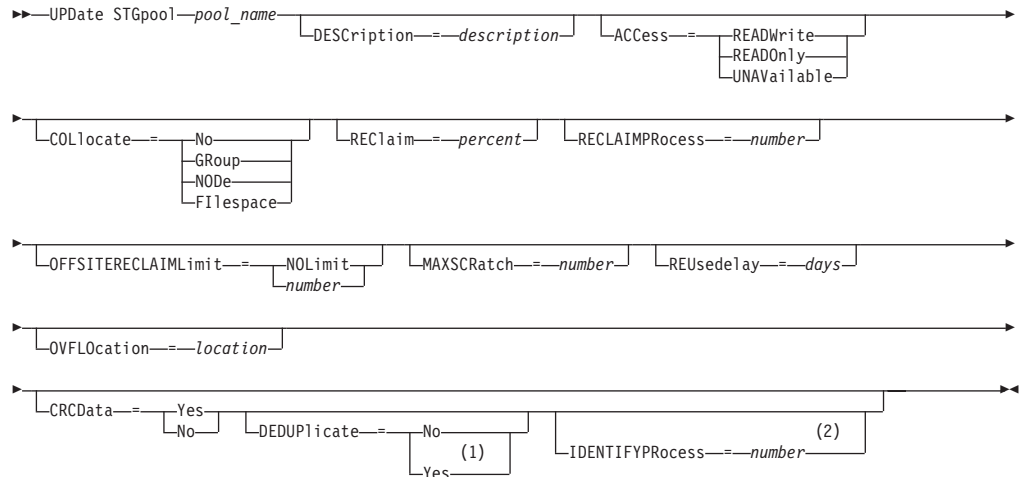 UPDate STGpool pool_name
DESCription = description ACCess = READWrite
READOnly
UNAVailable
COLlocate = No REClaim = percent RECLAIMPRocess = number
GRoup
NODe
FIlespace
OFFSITERECLAIMLimit = NOLimit MAXSCRatch = number REUsedelay = days
number
OVFLOcation = location
CRCData = Yes
No DEDUPlicate = No (2)
(1) IDENTIFYPRocess = number
Yes